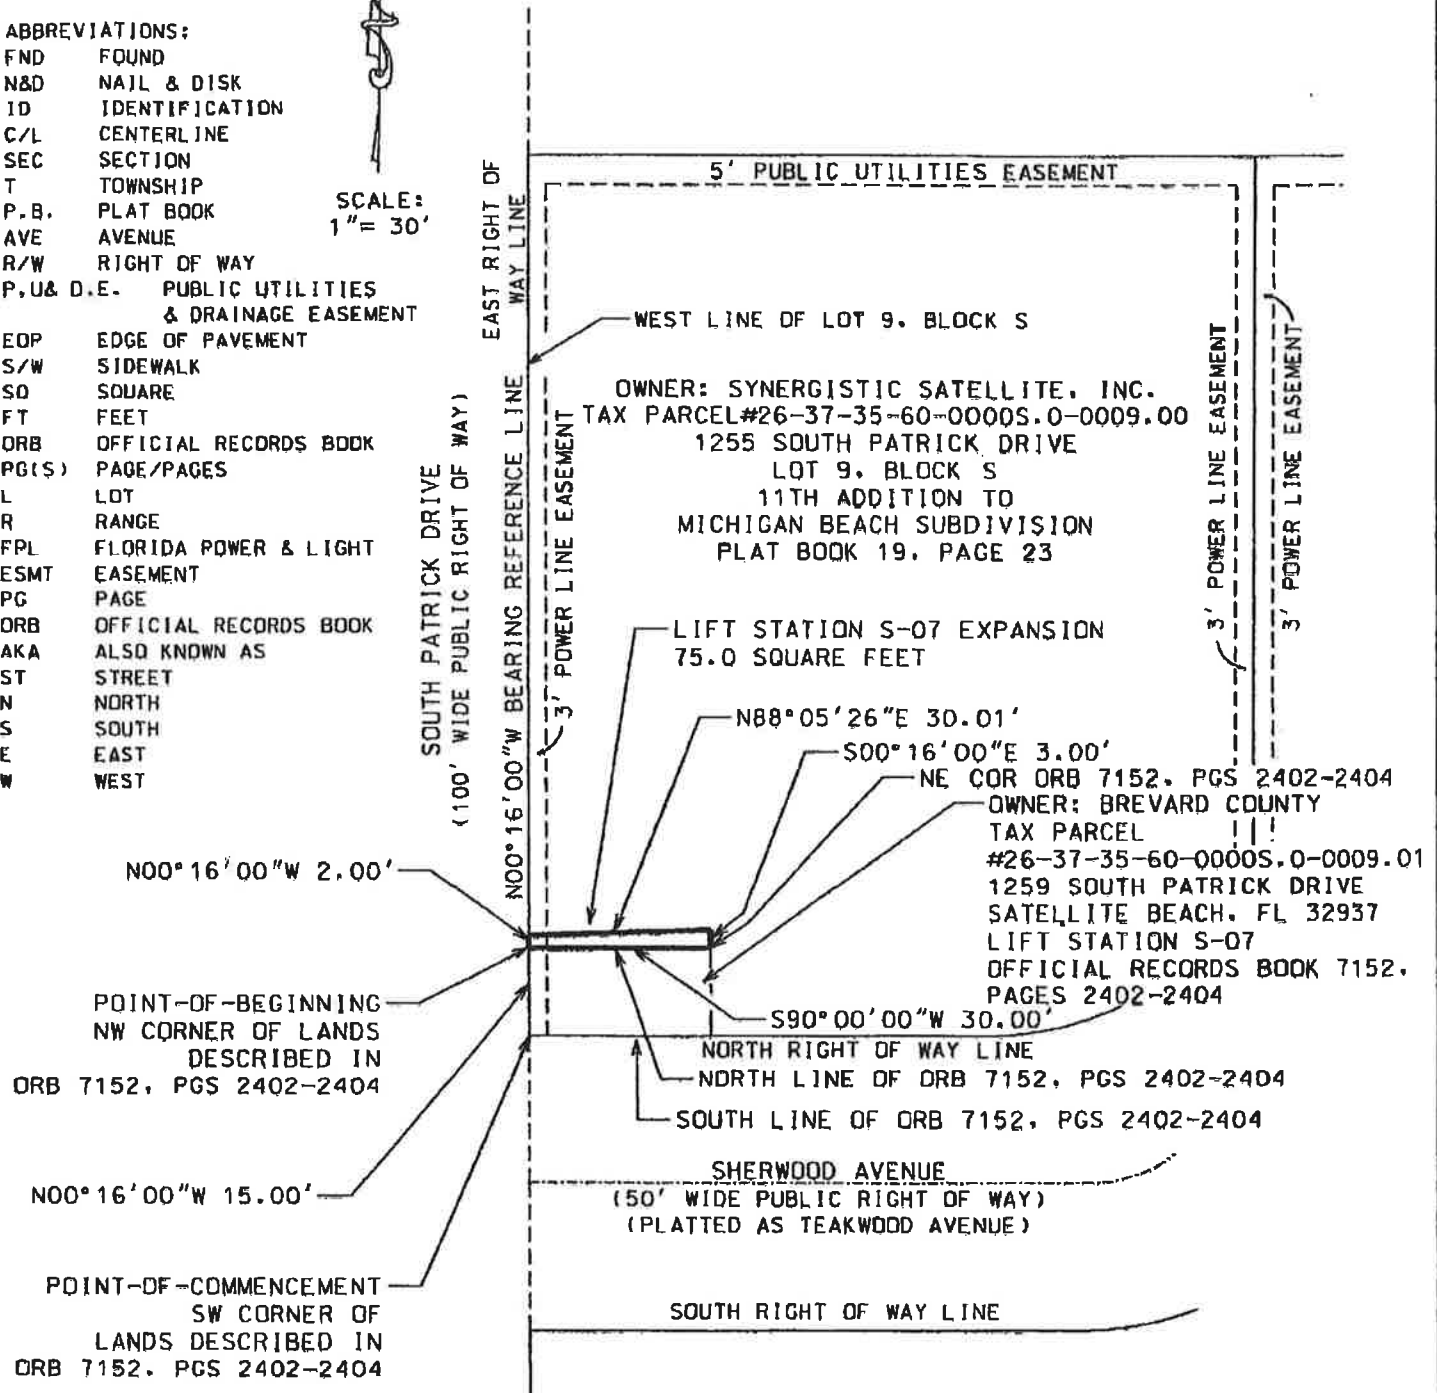 ABBREVIATIONS:
FND FOUND
N&D NAIL & DISK
ID IDENTIFICATION
C/L CENTERLINE
SEC SECTION
T TOWNSHIP
P.B. PLAT BOOK
AVE AVENUE
R/W RIGHT OF WAY
P.U& D.E. PUBLIC UTILITIES
& DRAINAGE EASEMENT
EOP EDGE OF PAVEMENT
S/W SIDEWALK
SQ SQUARE
FT FEET
ORB OFFICIAL RECORDS BOOK
PG(S) PAGE/PAGES
L LOT
R RANGE
FPL FLORIDA POWER & LIGHT
ESMT EASEMENT
PG PAGE
ORB OFFICIAL RECORDS BOOK
AKA ALSO KNOWN AS
ST STREET
N NORTH
S SOUTH
E EAST
W WEST
SCALE:
1"= 30'
5' PUBLIC UTILITIES EASEMENT
EAST RIGHT OF
WAY LINE
WEST LINE OF LOT 9, BLOCK S
OWNER: SYNERGISTIC SATELLITE, INC.
TAX PARCEL#26-37-35-60-0000S.0-0009.00
1255 SOUTH PATRICK DRIVE
LOT 9, BLOCK S
11TH ADDITION TO
MICHIGAN BEACH SUBDIVISION
PLAT BOOK 19, PAGE 23
SOUTH PATRICK DRIVE
(100' WIDE PUBLIC RIGHT OF WAY)
N00°16'00"W BEARING REFERENCE LINE
3' POWER LINE EASEMENT
3' POWER LINE EASEMENT
3' POWER LINE EASEMENT
LIFT STATION S-07 EXPANSION
75.0 SQUARE FEET
N88°05'26"E 30.01'
S00°16'00"E 3.00'
NE COR ORB 7152, PGS 2402-2404
OWNER: BREVARD COUNTY
TAX PARCEL
#26-37-35-60-0000S.0-0009.01
1259 SOUTH PATRICK DRIVE
SATELLITE BEACH, FL 32937
LIFT STATION S-07
OFFICIAL RECORDS BOOK 7152,
PAGES 2402-2404
N00°16'00"W 2.00'
POINT-OF-BEGINNING
NW CORNER OF LANDS
DESCRIBED IN
ORB 7152, PGS 2402-2404
S90°00'00"W 30.00'
NORTH RIGHT OF WAY LINE
NORTH LINE OF ORB 7152, PGS 2402-2404
SOUTH LINE OF ORB 7152, PGS 2402-2404
N00°16'00"W 15.00'
SHERWOOD AVENUE
(50' WIDE PUBLIC RIGHT OF WAY)
(PLATTED AS TEAKWOOD AVENUE)
POINT-OF-COMMENCEMENT
SW CORNER OF
LANDS DESCRIBED IN
ORB 7152, PGS 2402-2404
SOUTH RIGHT OF WAY LINE